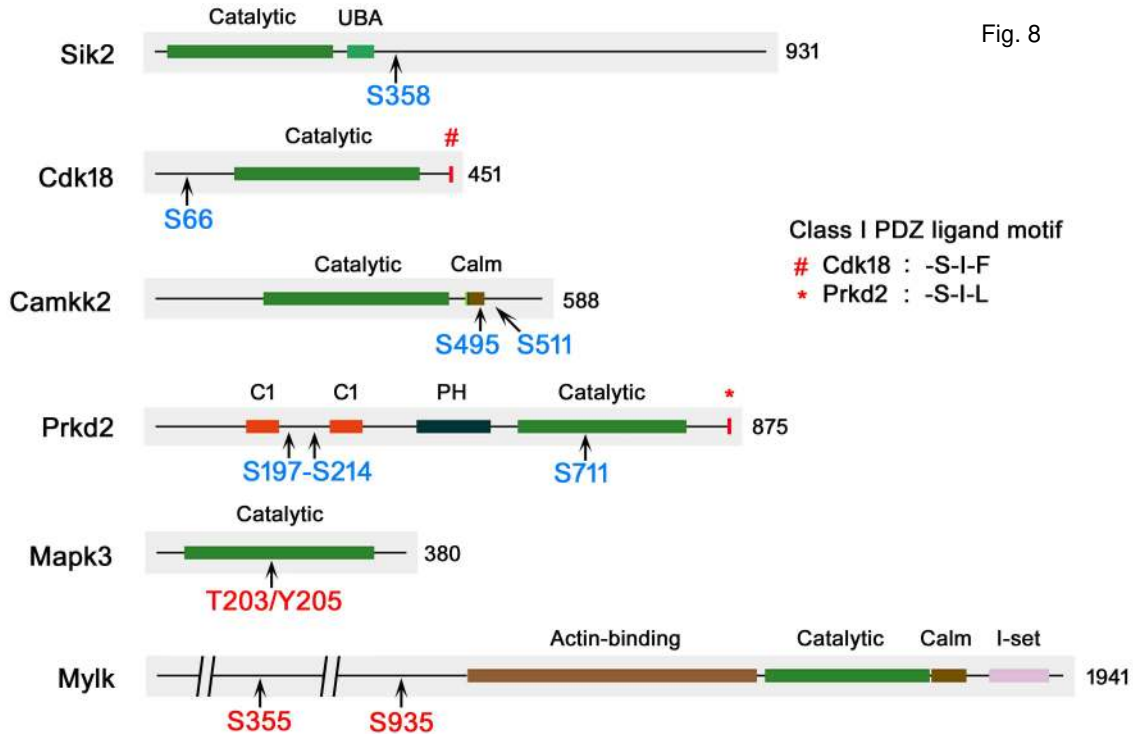 Fig. 8
Catalytic UBA
Sik2 931
S358
Catalytic #
Cdk18 451
S66
Class I PDZ ligand motif
# Cdk18 : -S-I-F
* Prkd2 : -S-I-L
Catalytic Calm
Camkk2 588
S495 S511
C1 C1 PH Catalytic *
Prkd2 875
S197-S214 S711
Catalytic
Mapk3 380
T203/Y205
Actin-binding Catalytic Calm I-set
Mylk 1941
S355 S935